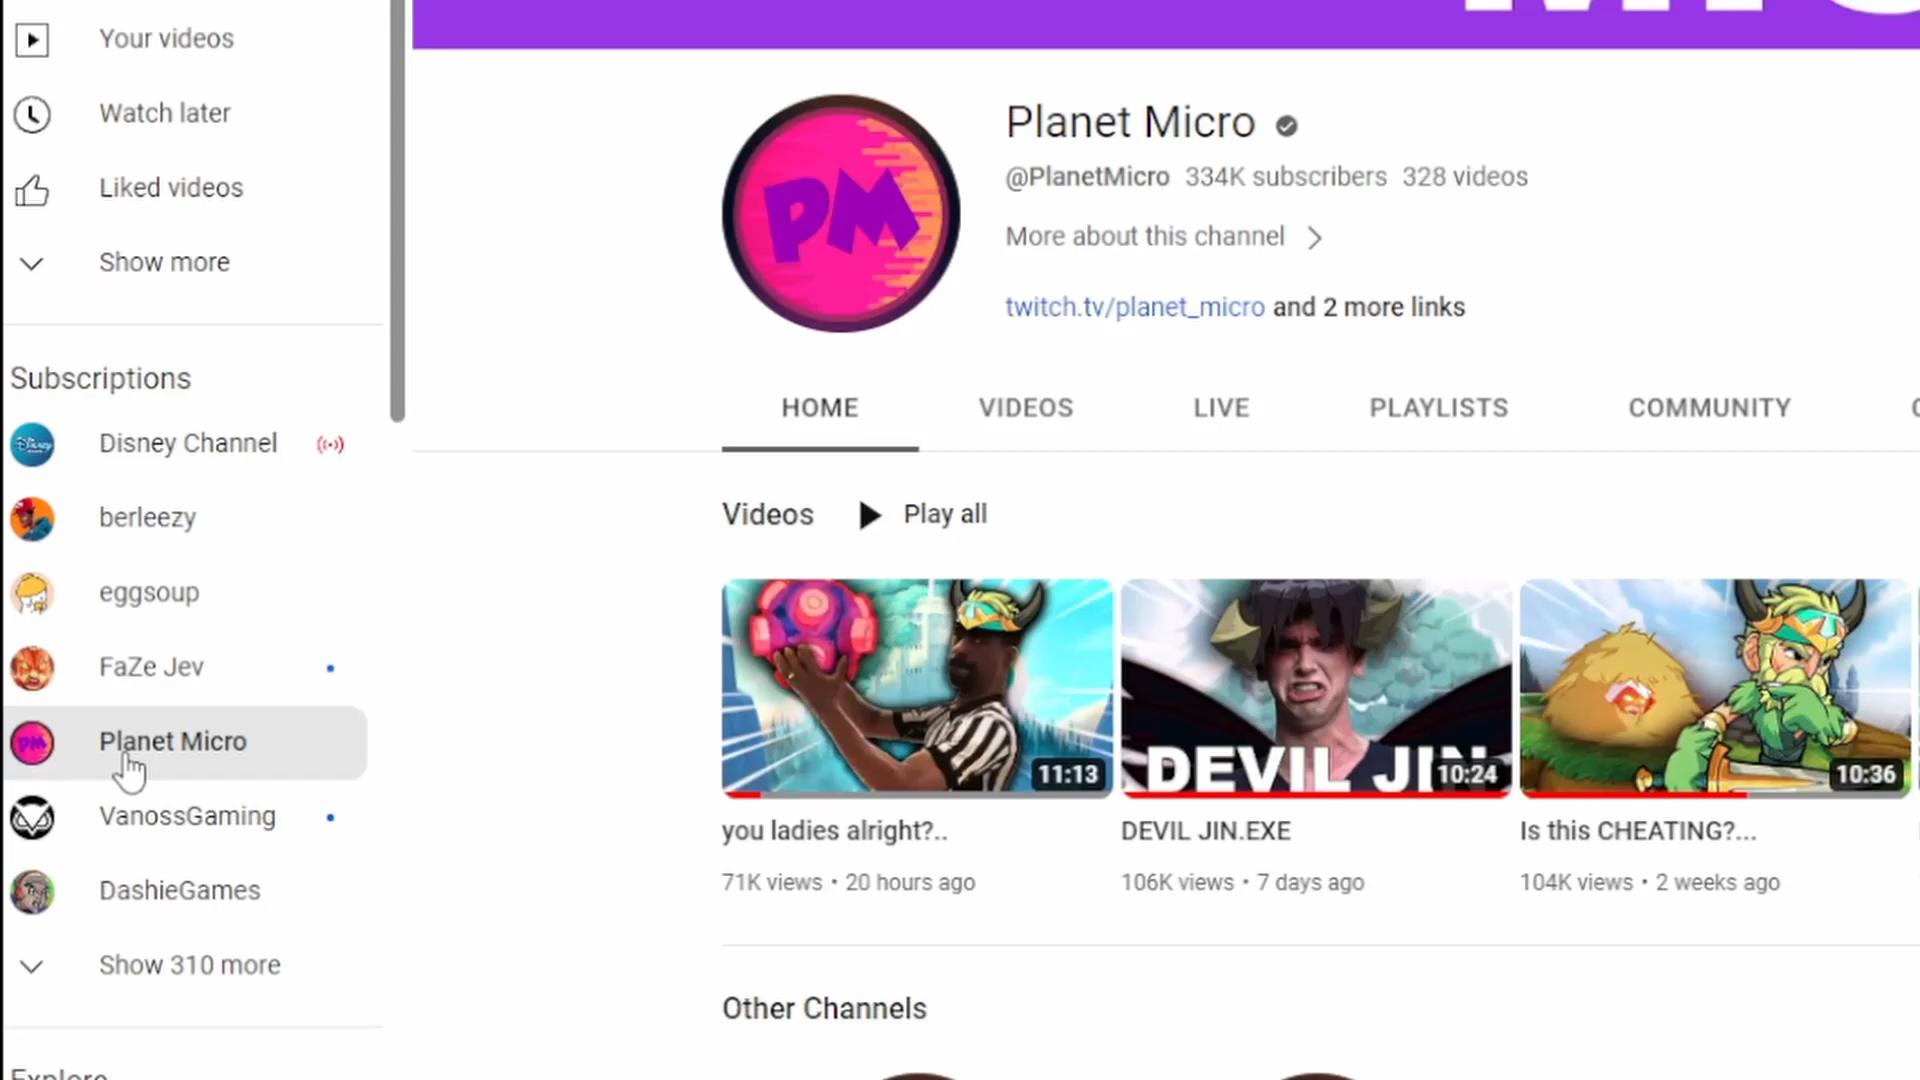 Your videos
Watch later
Liked videos
Show more
Subscriptions
Disney Channel
berleezy
eggsoup
FaZe Jev
Planet Micro
VanossGaming
DashieGames
Show 310 more
Explore
Planet Micro
@PlanetMicro 334K subscribers 328 videos
More about this channel
twitch.tv/planet_micro and 2 more links
PM
HOME VIDEOS LIVE PLAYLISTS COMMUNITY
Videos Play all
11:13
DEVIL JIN
10:24
10:36
you ladies alright?..
71K views • 20 hours ago
DEVIL JIN.EXE
106K views • 7 days ago
Is this CHEATING?...
104K views • 2 weeks ago
Other Channels